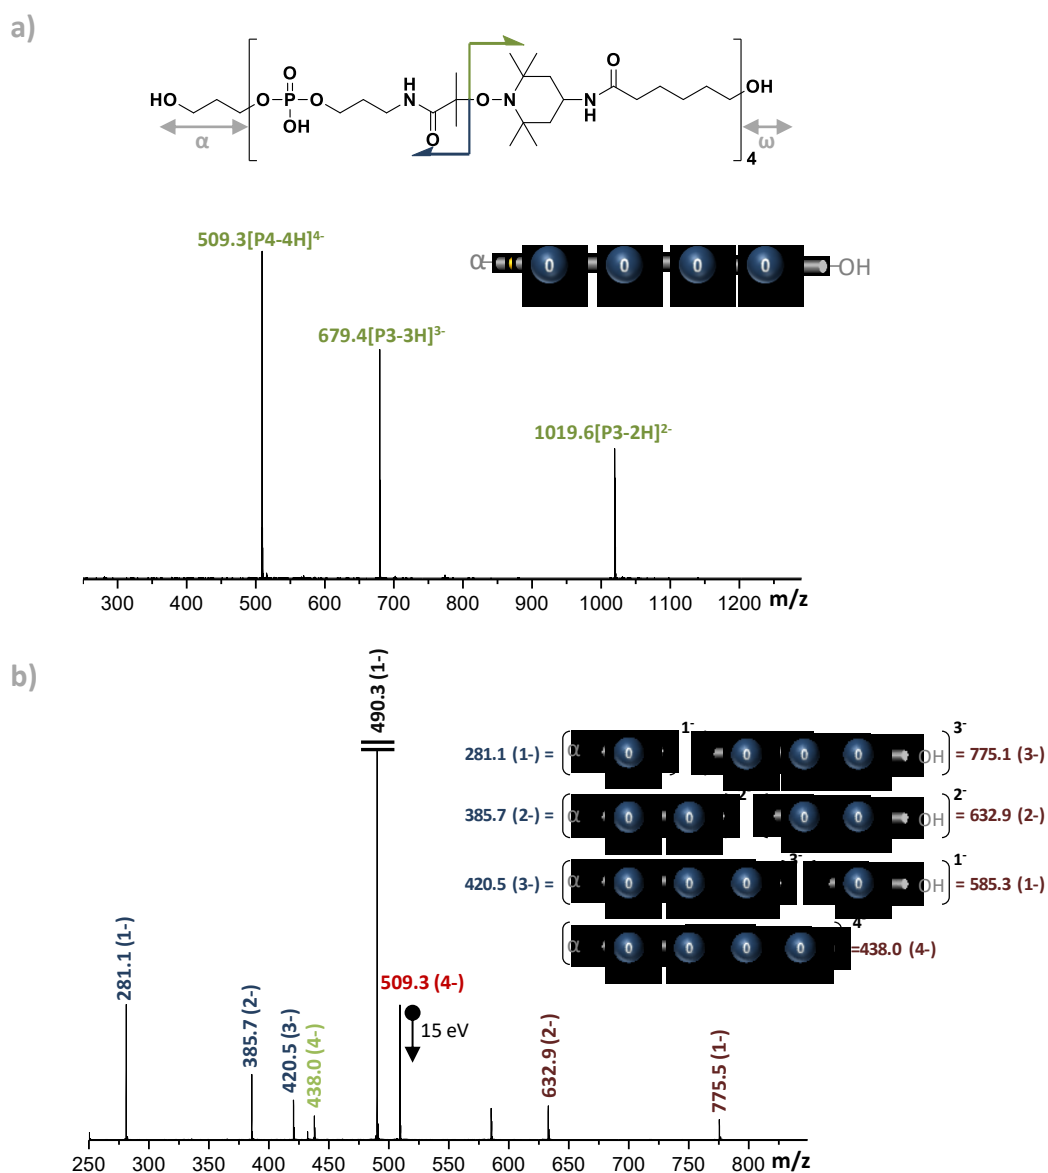 a)
O
O
H
N
O
HO
O
P
O
O
N
N
H
OH
OH
O
α
4
ω
509.3[P4-4H]4-
α
0
0
0
0
OH
679.4[P3-3H]3-
1019.6[P3-2H]2-
300 400 500 600 700 800 900 1000 1100 1200 m/z
b)
490.3 (1-)
281.1 (1-) = α 0 1- 0 0 0 OH 3- = 775.1 (3-)
385.7 (2-) = α 0 0 2 0 0 OH 2- = 632.9 (2-)
420.5 (3-) = α 0 0 0 3- 0 OH 1- = 585.3 (1-)
α 0 0 0 0 4 =438.0 (4-)
281.1 (1-)
385.7 (2-)
420.5 (3-)
438.0 (4-)
509.3 (4-)
15 eV
632.9 (2-)
775.5 (1-)
250 300 350 400 450 500 550 600 650 700 750 800 m/z